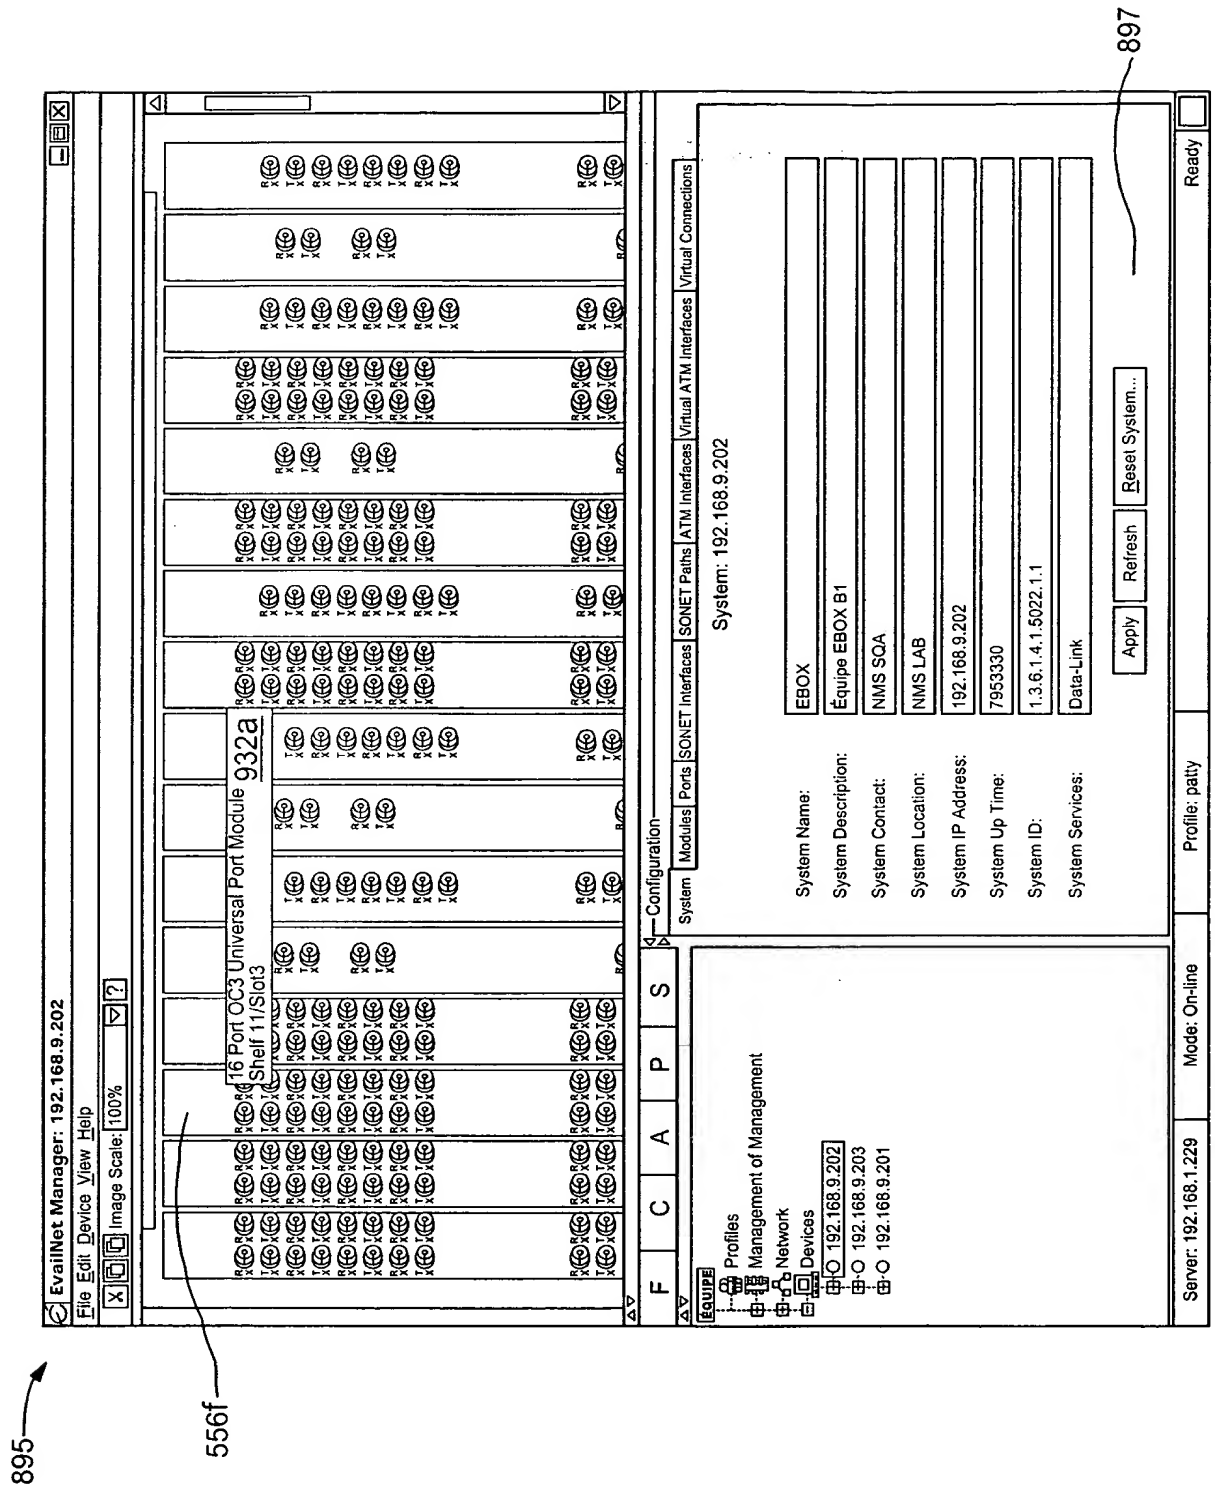 895
EvailNet Manager: 192.168.9.202
File Edit Device View Help
Image Scale: 100%
?
16 Port OC3 Universal Port Module 932a
Shelf 11/Slot3
556f
F C A P S
EQUIPE
Profiles
Management of Management
Network
Devices
192.168.9.202
192.168.9.203
192.168.9.201
Configuration
System Modules Ports SONET Interfaces SONET Paths ATM Interfaces Virtual ATM Interfaces Virtual Connections
System: 192.168.9.202
System Name: EBOX
System Description: Équipe EBOX B1
System Contact: NMS SQA
System Location: NMS LAB
System IP Address: 192.168.9.202
System Up Time: 7953330
System ID: 1.3.6.1.4.1.5022.1.1
System Services: Data-Link
Apply Refresh Reset System...
897
Server: 192.168.1.229 Mode: On-line Profile: patty Ready